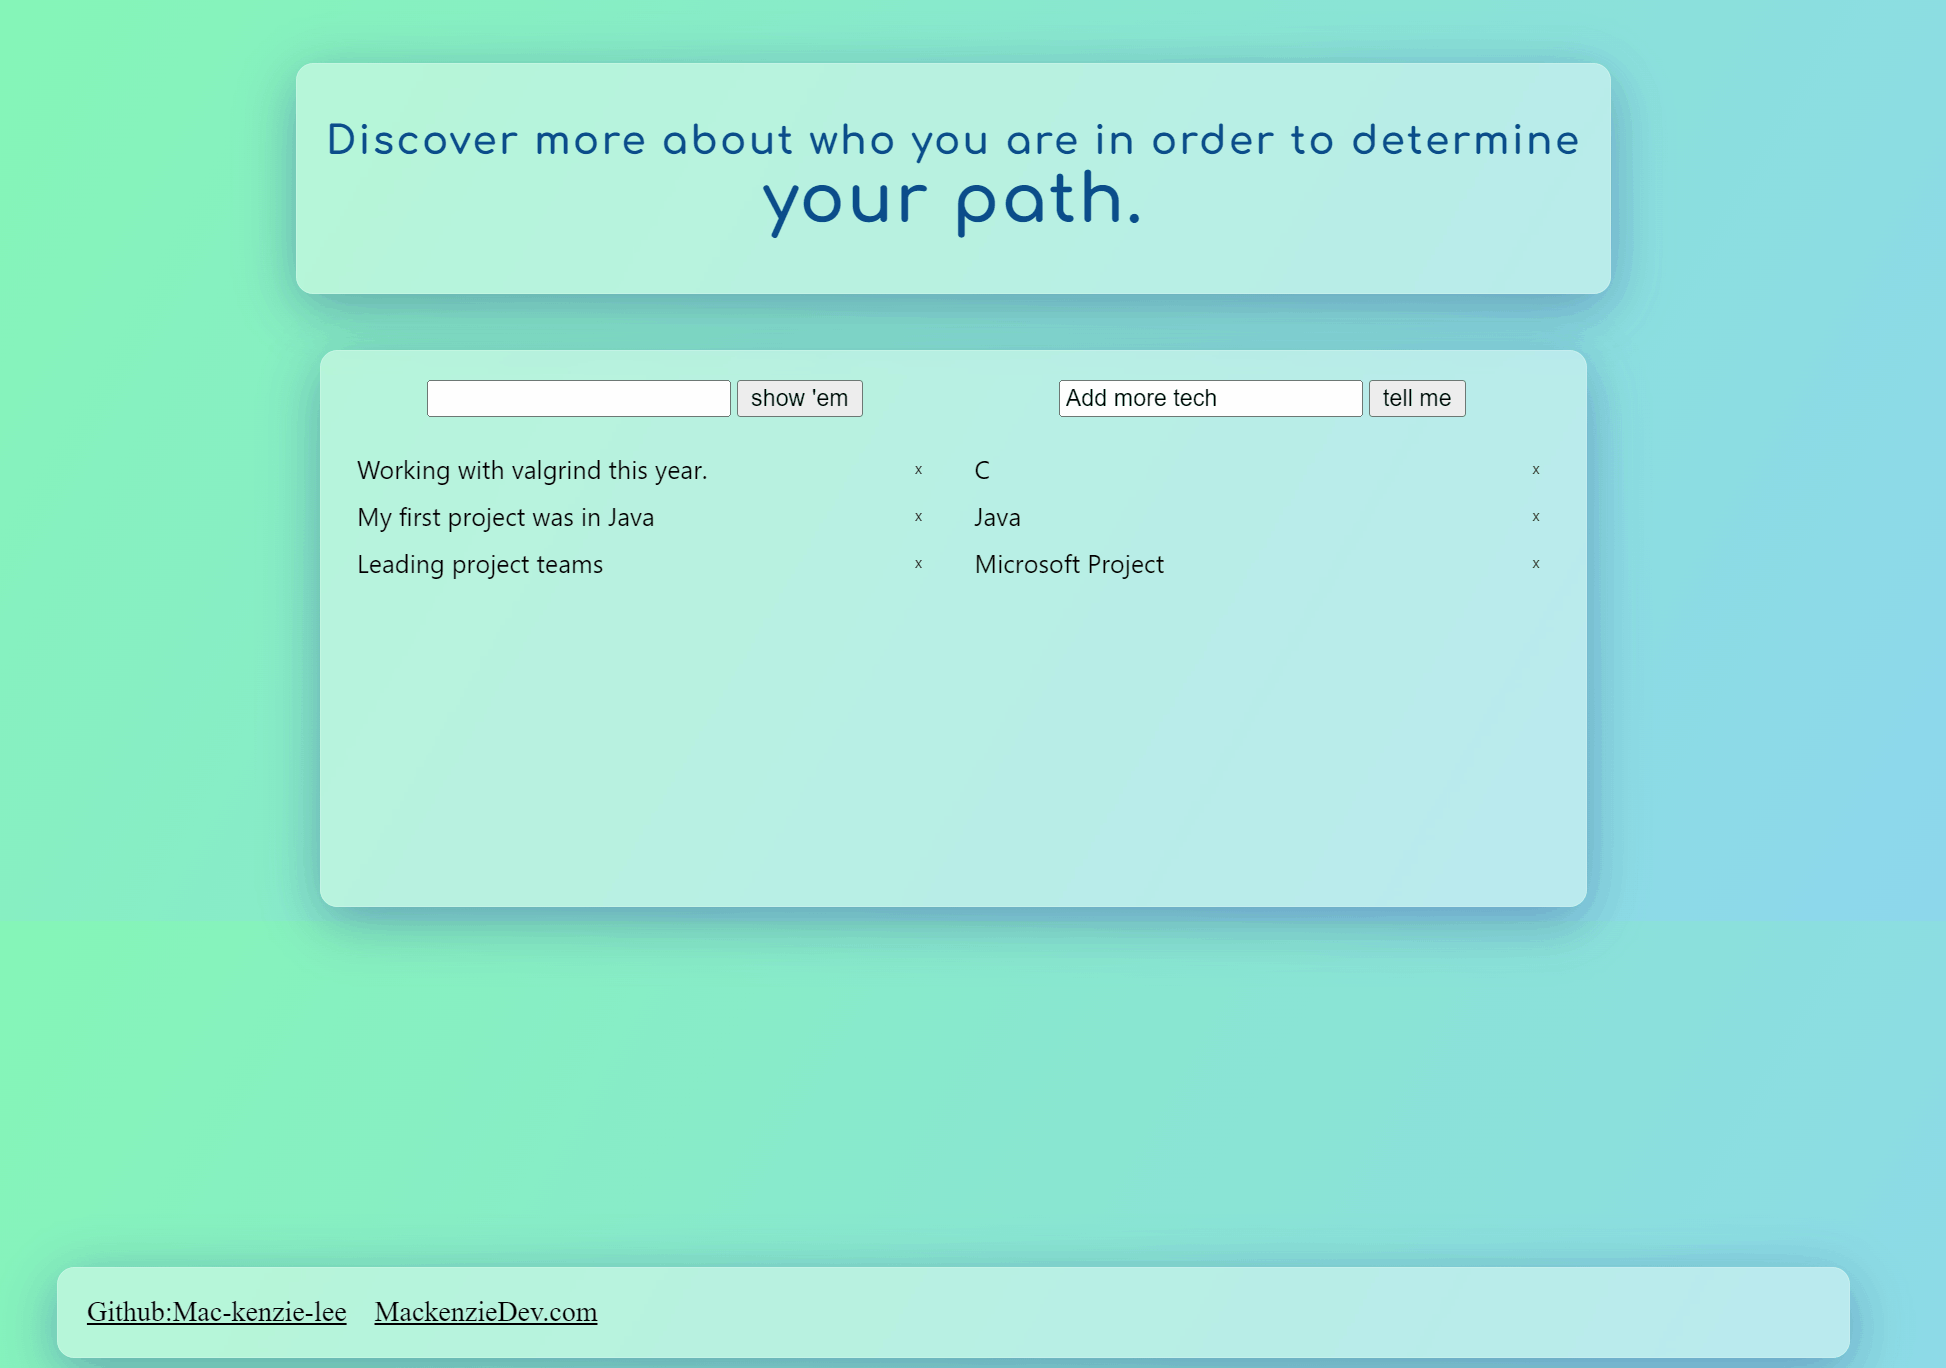 Discover more about who you are in order to determine
your path.
show 'em
Add more tech
tell me
Working with valgrind this year.
x
My first project was in Java
x
Leading project teams
x
C
x
Java
x
Microsoft Project
x
Github:Mac-kenzie-lee
MackenzieDev.com